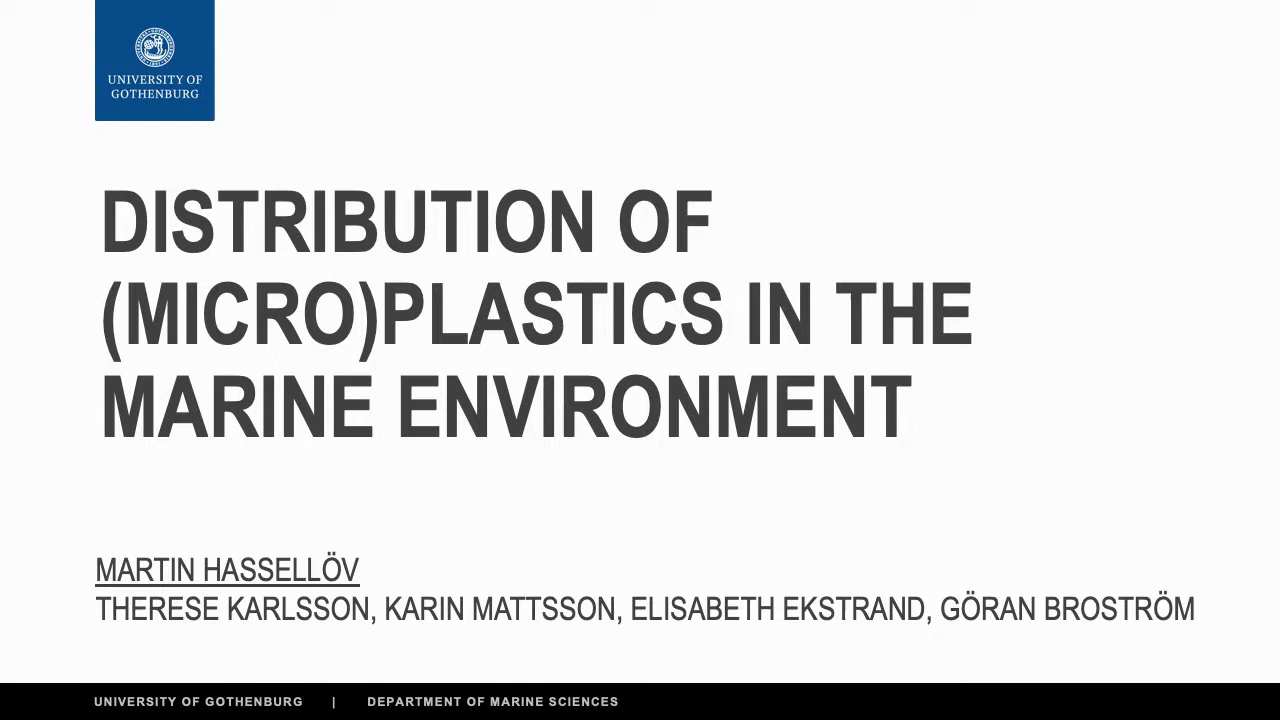 UNIVERSITY OF
GOTHENBURG
DISTRIBUTION OF
(MICRO)PLASTICS IN THE
MARINE ENVIRONMENT
MARTIN HASSELLÖV
THERESE KARLSSON, KARIN MATTSSON, ELISABETH EKSTRAND, GÖRAN BROSTRÖM
UNIVERSITY OF GOTHENBURG | DEPARTMENT OF MARINE SCIENCES